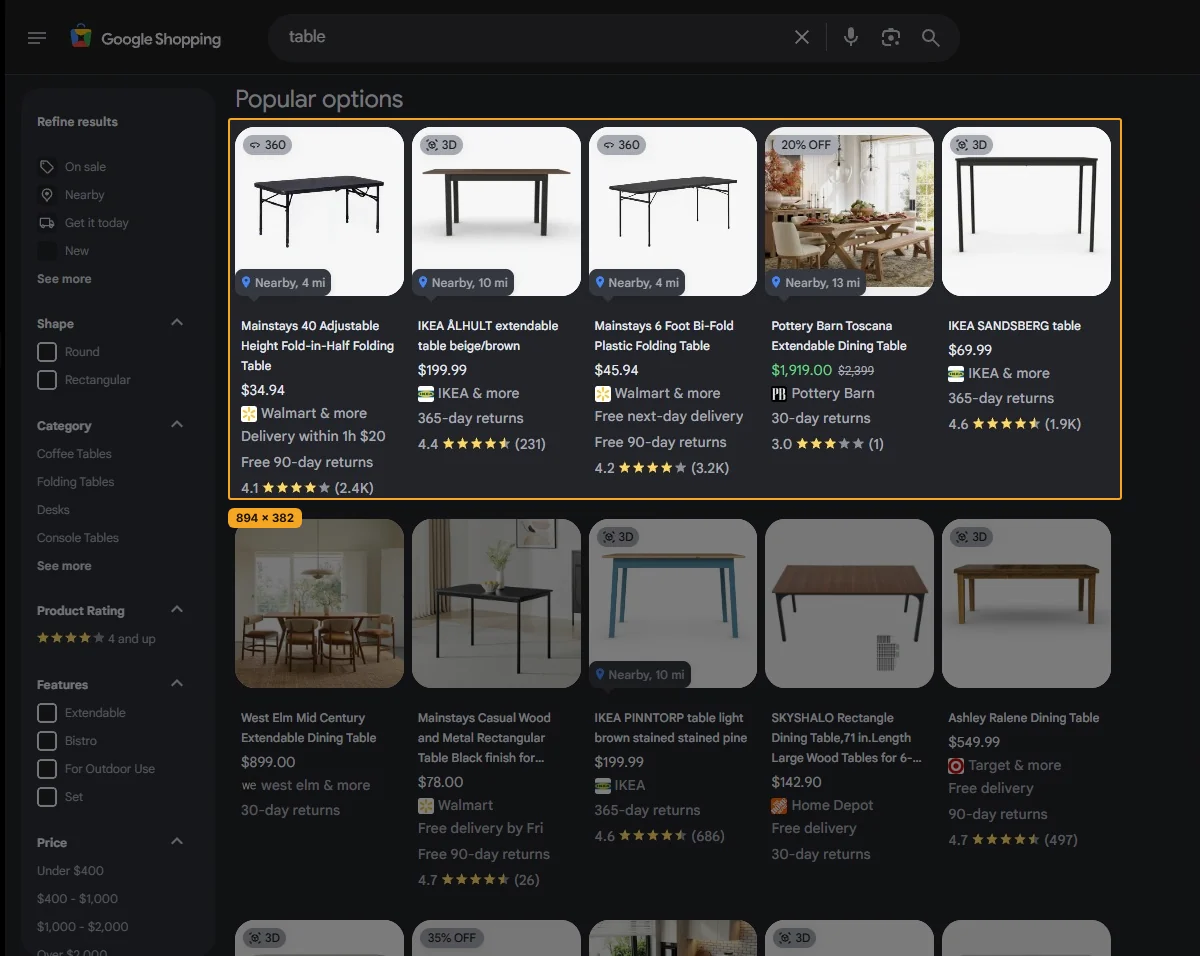 Google Shopping
table
Refine results
On sale
Nearby
Get it today
New
See more
Shape
Round
Rectangular
Category
Coffee Tables
Folding Tables
Desks
Console Tables
See more
Product Rating
4 and up
Features
Extendable
Bistro
For Outdoor Use
Set
Price
Under $400
$400 - $1,000
$1,000 - $2,000
Over $2,000
Popular options
360
Nearby, 4 mi
Mainstays 40 Adjustable
Height Fold-in-Half Folding
Table
$34.94
Walmart & more
Delivery within 1h $20
Free 90-day returns
4.1 (2.4K)
3D
Nearby, 10 mi
IKEA ÅLHULT extendable
table beige/brown
$199.99
IKEA & more
365-day returns
4.4 (231)
360
Nearby, 4 mi
Mainstays 6 Foot Bi-Fold
Plastic Folding Table
$45.94
Walmart & more
Free next-day delivery
Free 90-day returns
4.2 (3.2K)
20% OFF
Nearby, 13 mi
Pottery Barn Toscana
Extendable Dining Table
$1,919.00 $2,399
PB Pottery Barn
30-day returns
3.0 (1)
3D
IKEA SANDSBERG table
$69.99
IKEA & more
365-day returns
4.6 (1.9K)
894 × 382
West Elm Mid Century
Extendable Dining Table
$899.00
we west elm & more
30-day returns
Mainstays Casual Wood
and Metal Rectangular
Table Black finish for...
$78.00
Walmart
Free delivery by Fri
Free 90-day returns
4.7 (26)
3D
Nearby, 10 mi
IKEA PINNTORP table light
brown stained stained pine
$199.99
IKEA
365-day returns
4.6 (686)
SKYSHALO Rectangle
Dining Table,71 in.Length
Large Wood Tables for 6-...
$142.90
Home Depot
Free delivery
30-day returns
3D
Ashley Ralene Dining Table
$549.99
Target & more
Free delivery
90-day returns
4.7 (497)
3D
35% OFF
3D